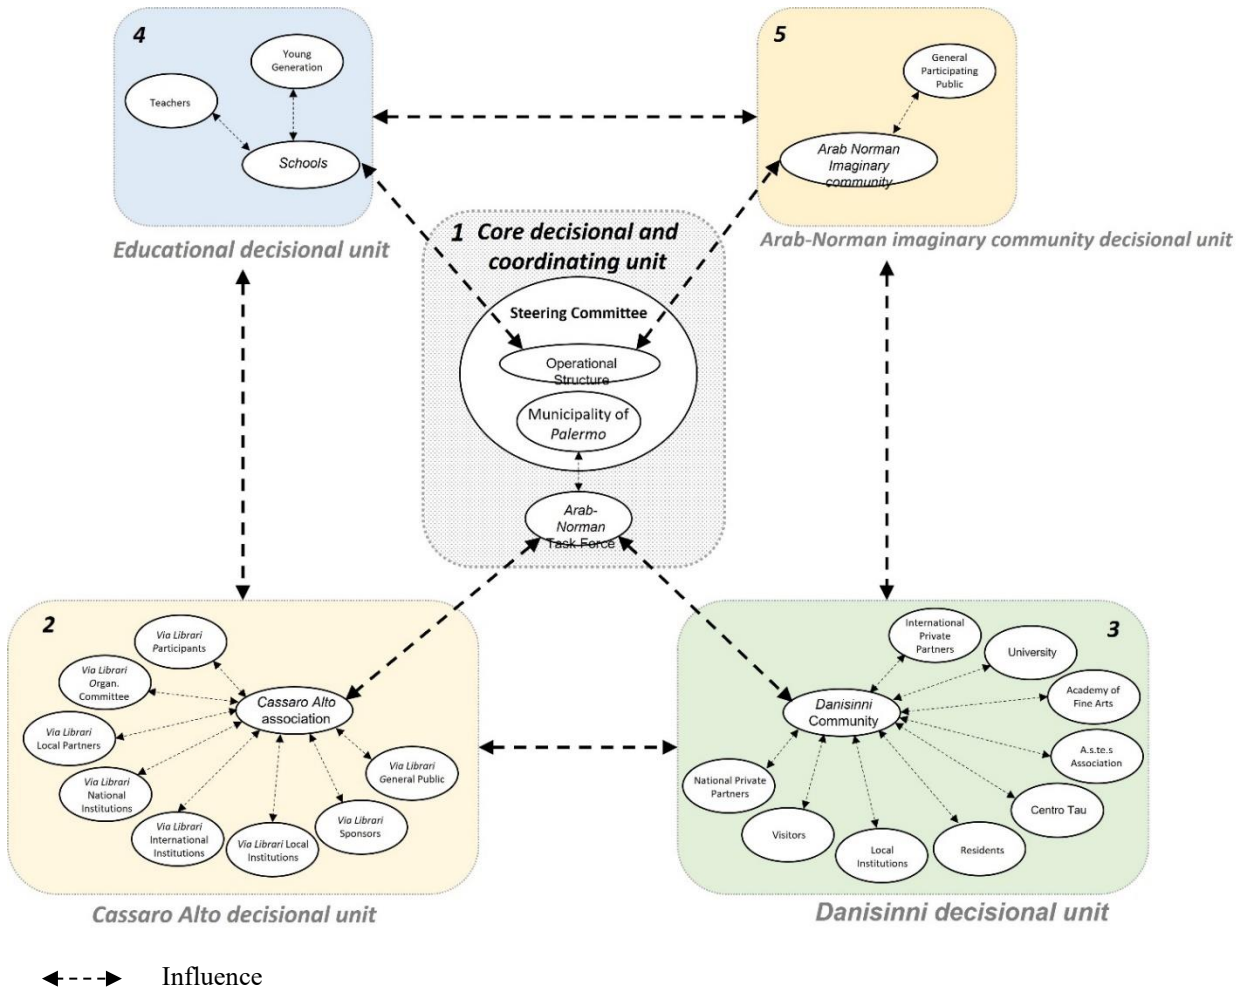 4
Young
Generation
Teachers
Schools
Educational decisional unit
5
General
Participating
Public
Arab Norman
Imaginary
community
Arab-Norman imaginary community decisional unit
1 Core decisional and
coordinating unit
Steering Committee
Operational
Structure
Municipality of
Palermo
Arab-
Norman
Task Force
2
Via Librari
Participants
Via Librari
Organ.
Committee
Via Librari
Local Partners
Via Librari
National
Institutions
Via Librari
International
Institutions
Via Librari Local
Institutions
Via Librari
Sponsors
Via Librari
General Public
Cassaro Alto
association
Cassaro Alto decisional unit
3
International
Private
Partners
University
Academy of
Fine Arts
A.s.te.s
Association
Centro Tau
Residents
Local
Institutions
Visitors
National Private
Partners
Danisinni
Community
Danisinni decisional unit
Influence